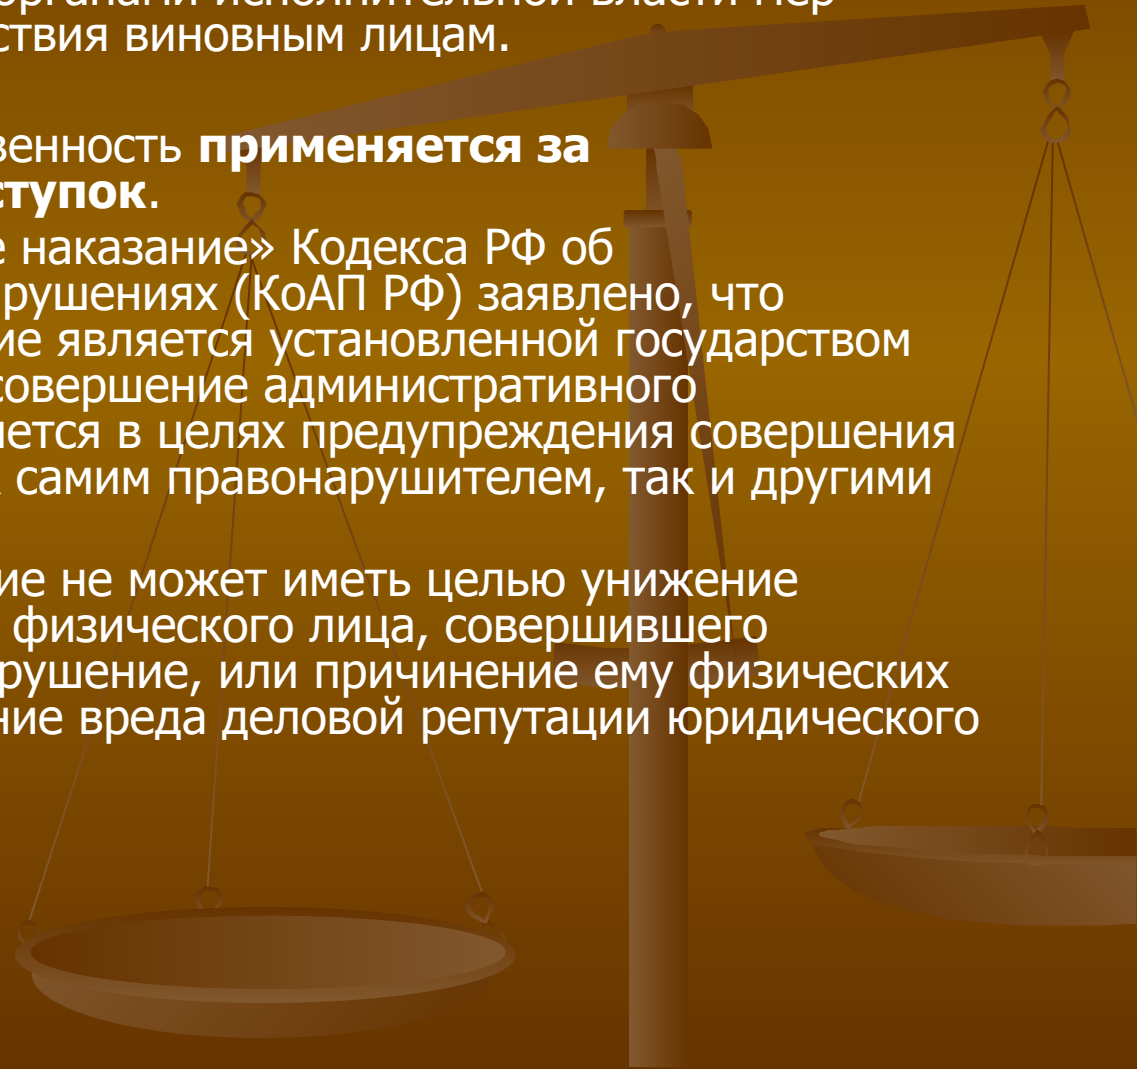 органами исполнительной власти мер
ствия виновным лицам.
венность применяется за
ступок.
е наказание» Кодекса РФ об
рушениях (КоАП РФ) заявлено, что
ие является установленной государством
совершение административного
нется в целях предупреждения совершения
самим правонарушителем, так и другими
ие не может иметь целью унижение
физического лица, совершившего
рушение, или причинение ему физических
ние вреда деловой репутации юридического